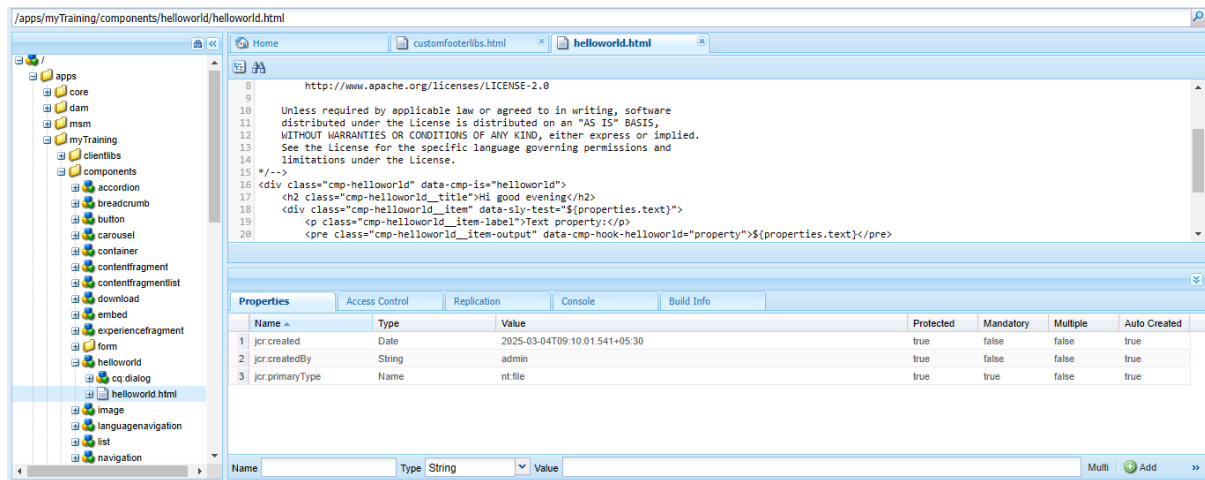 /apps/myTraining/components/helloworld/helloworld.html
/
apps
core
dam
msm
myTraining
clientlibs
components
accordion
breadcrumb
button
carousel
container
contentfragment
contentfragmentlist
download
embed
experiencefragment
form
helloworld
cq:dialog
helloworld.html
image
languagenavigation
list
navigation
Home customfooterlibs.html helloworld.html
8 http://www.apache.org/licenses/LICENSE-2.0
9
10 Unless required by applicable law or agreed to in writing, software
11 distributed under the License is distributed on an "AS IS" BASIS,
12 WITHOUT WARRANTIES OR CONDITIONS OF ANY KIND, either express or implied.
13 See the License for the specific language governing permissions and
14 limitations under the License.
15 */-->
16 <div class="cmp-helloworld" data-cmp-is="helloworld">
17 <h2 class="cmp-helloworld__title">Hi good evening</h2>
18 <div class="cmp-helloworld__item" data-sly-test="${properties.text}">
19 <p class="cmp-helloworld__item-label">Text property:</p>
20 <pre class="cmp-helloworld__item-output" data-cmp-hook-helloworld="property">${properties.text}</pre>
Properties Access Control Replication Console Build Info
Name Type Value Protected Mandatory Multiple Auto Created
1 jcr:created Date 2025-03-04T09:10:01.541+05:30 true false false true
2 jcr:createdBy String admin true false false true
3 jcr:primaryType Name nt:file true true false true
Name Type String Value Multi Add »